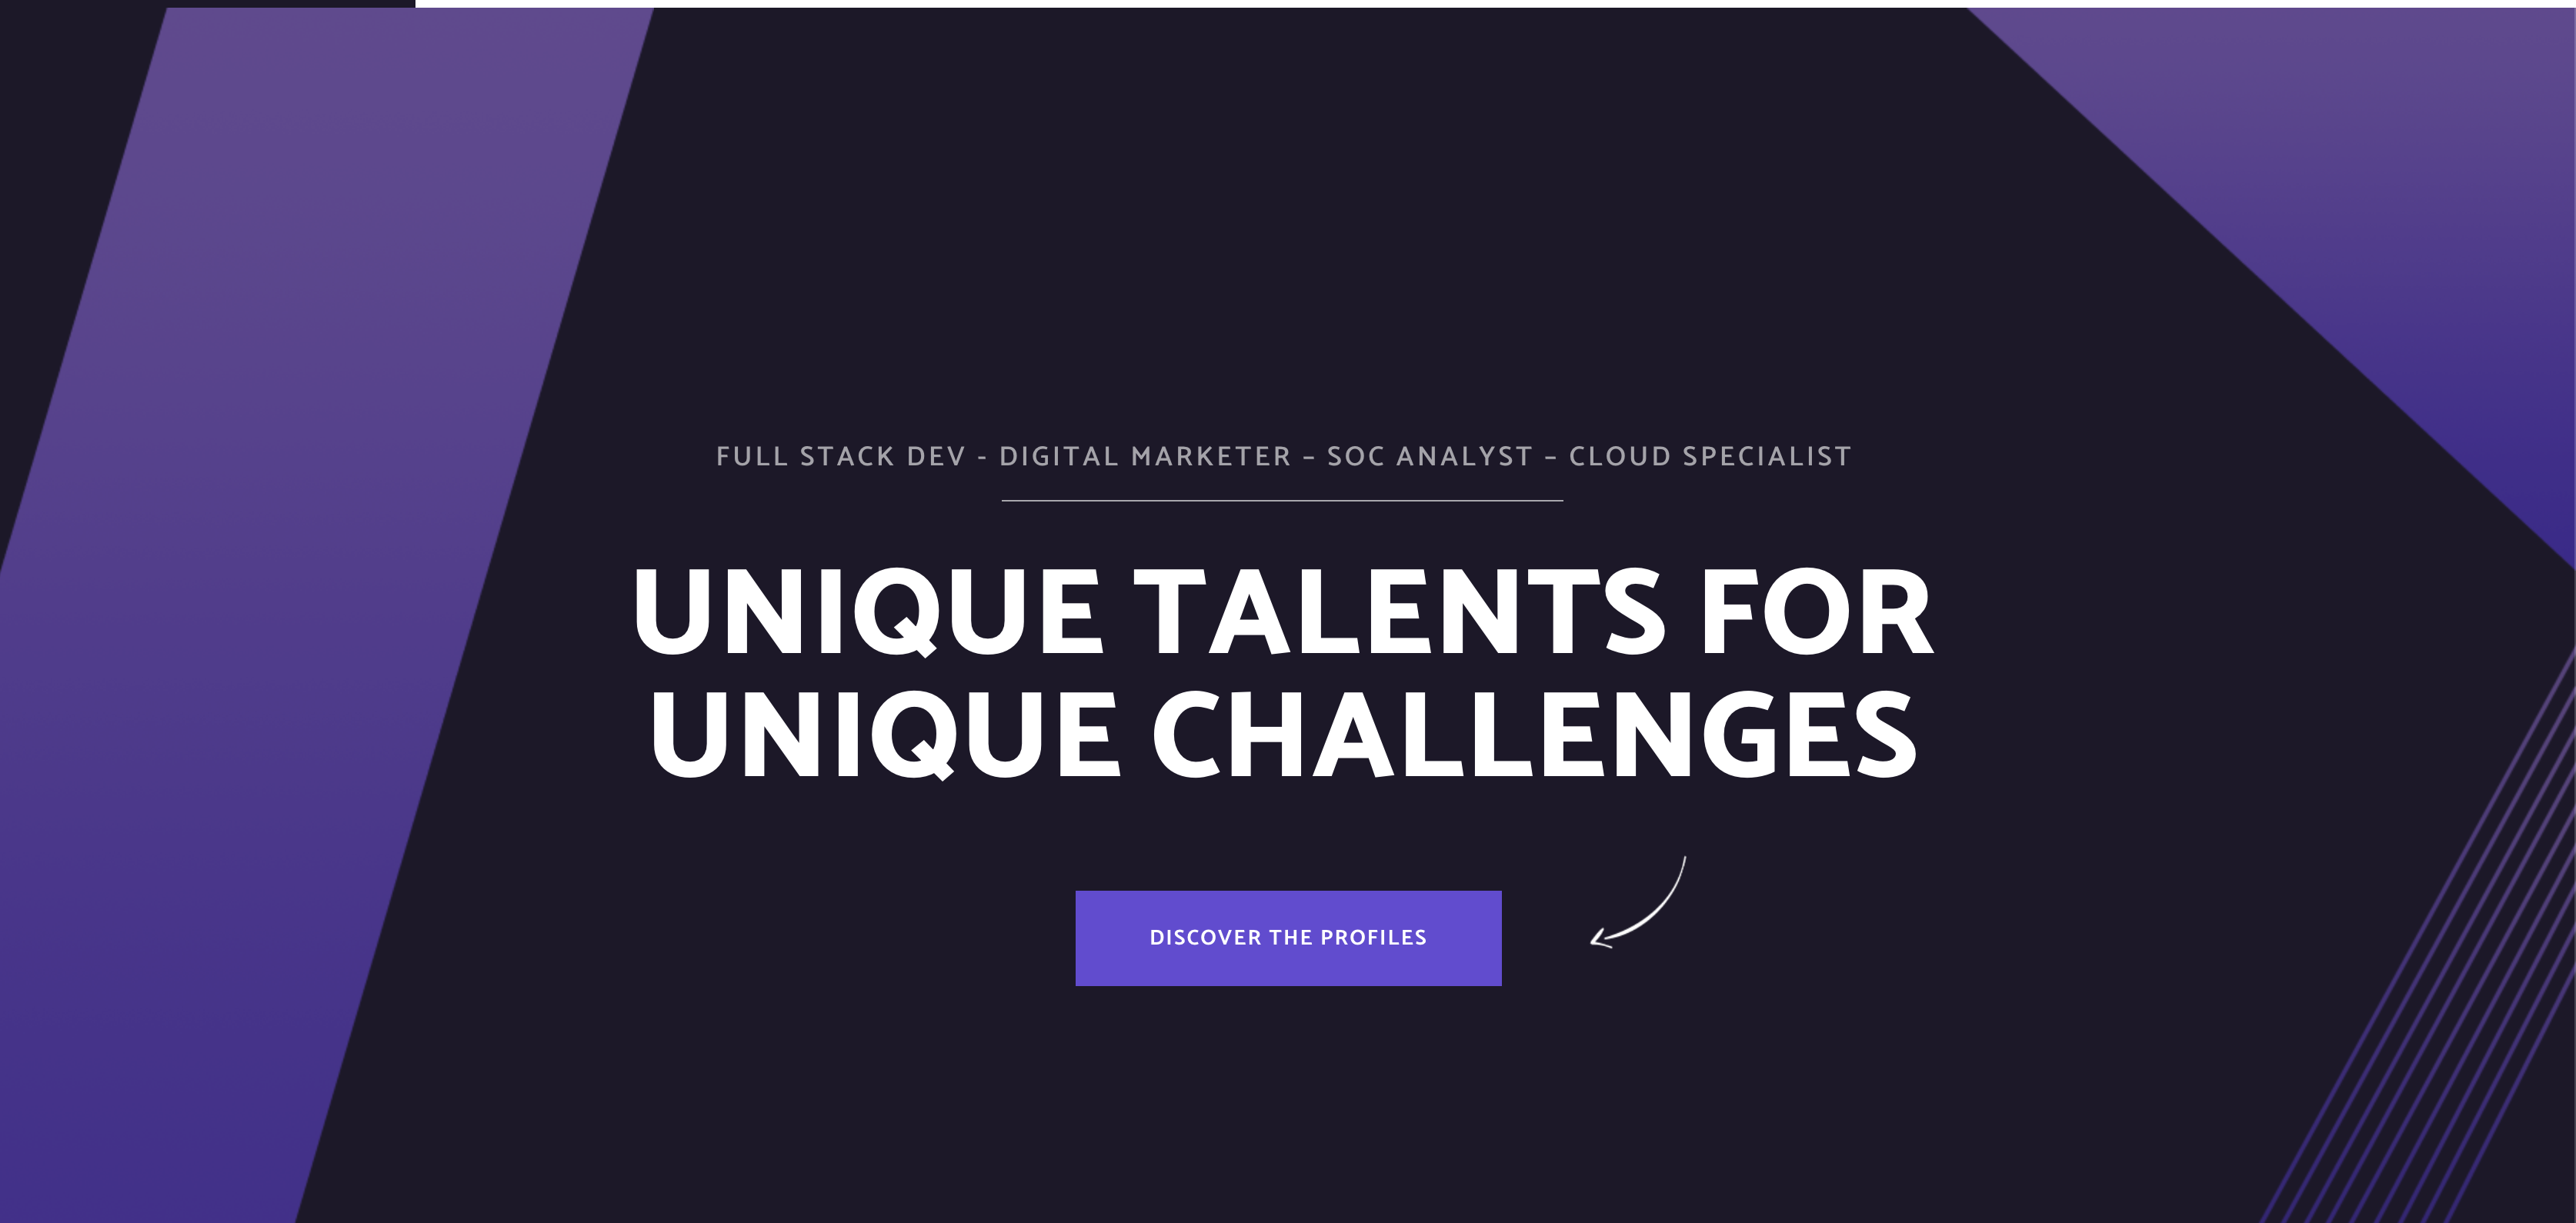 FULL STACK DEV - DIGITAL MARKETER – SOC ANALYST – CLOUD SPECIALIST
UNIQUE TALENTS FOR
UNIQUE CHALLENGES
DISCOVER THE PROFILES